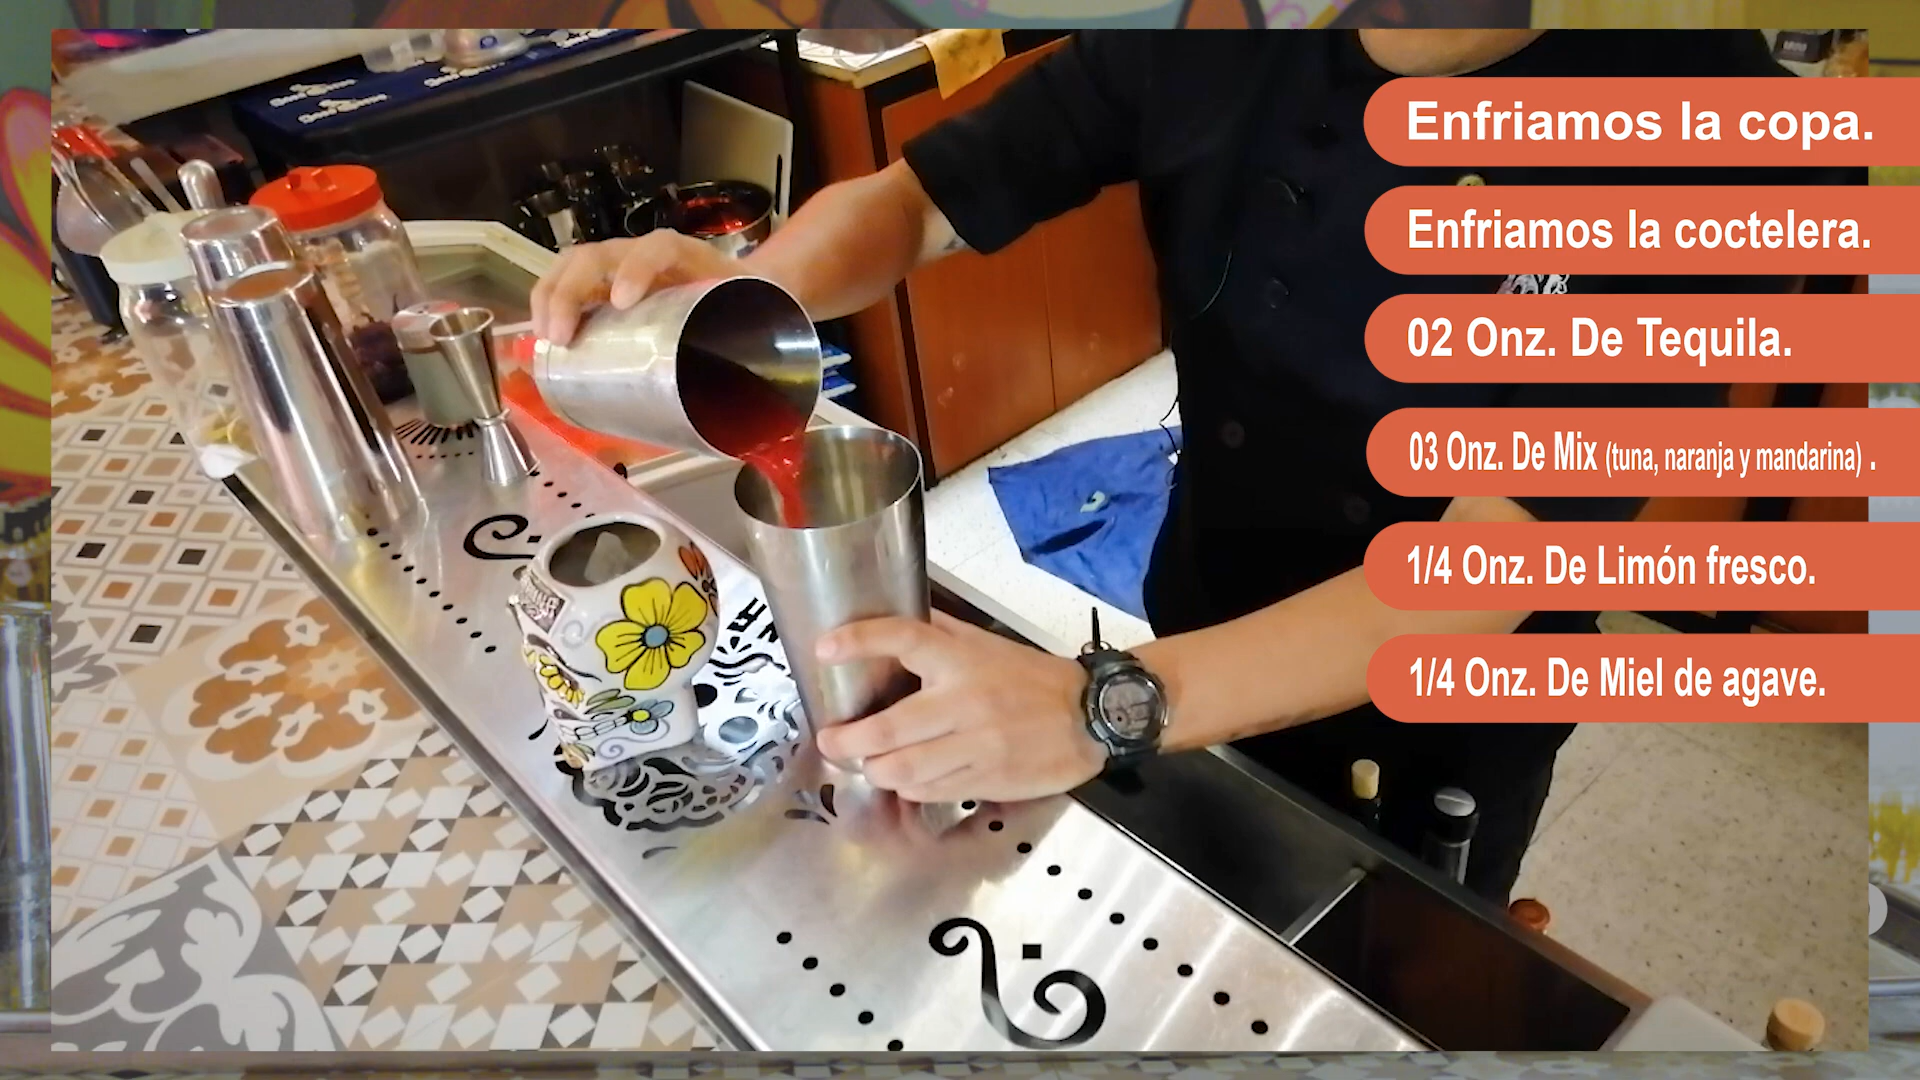 Enfriamos la copa.
Enfriamos la coctelera.
02 Onz. De Tequila.
03 Onz. De Mix (tuna, naranja y mandarina) .
1/4 Onz. De Limón fresco.
1/4 Onz. De Miel de agave.